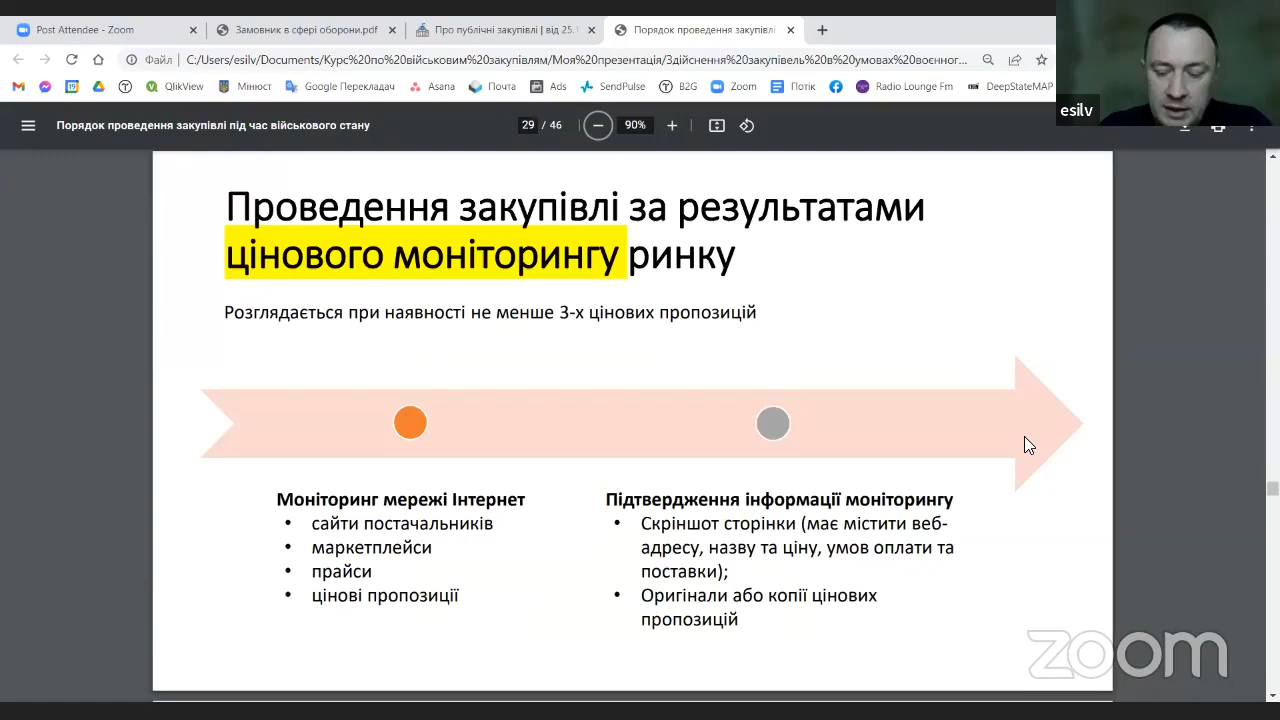 Post Attendee - Zoom
Замовник в сфері оборони.pdf
Про публічні закупівлі | від 25.1
Порядок проведення закупівлі
Файл
C:/Users/esilv/Documents/Курс%20по%20військовим%20закупівлям/Моя%20презентація/Здійснення%20закупівель%20в%20умовах%20воєнного...
QlikView
Мінюст
Google Перекладач
Asana
Почта
Ads
SendPulse
B2G
Zoom
Потік
Radio Lounge Fm
DeepStateMAP
esilv
Порядок проведення закупівлі під час військового стану
29 / 46
90%
Проведення закупівлі за результатами
цінового моніторингу ринку
Розглядається при наявності не менше 3-х цінових пропозицій
Моніторинг мережі Інтернет
• сайти постачальників
• маркетплейси
• прайси
• цінові пропозиції
Підтвердження інформації моніторингу
• Скріншот сторінки (має містити веб-
адресу, назву та ціну, умов оплати та
поставки);
• Оригінали або копії цінових
пропозицій
zoom